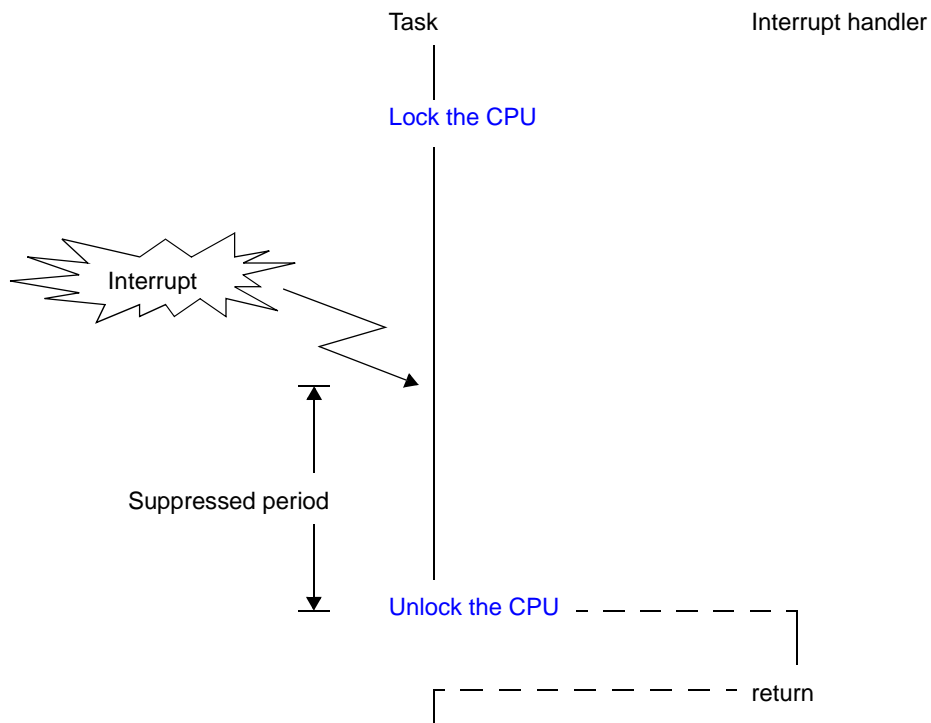 Task
Interrupt handler
Lock the CPU
Interrupt
Suppressed period
Unlock the CPU
return